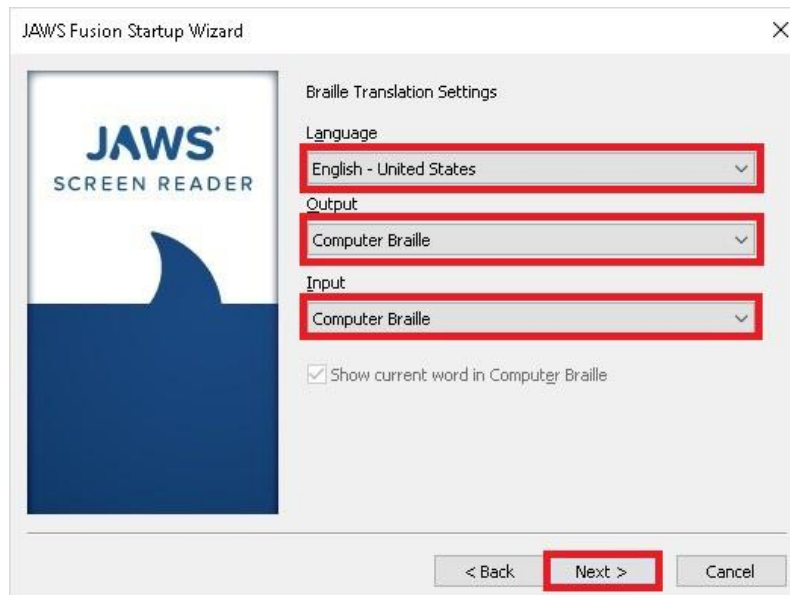 JAWS Fusion Startup Wizard
JAWS
SCREEN READER
Braille Translation Settings
Language
English - United States
Output
Computer Braille
Input
Computer Braille
Show current word in Computer Braille
< Back Next > Cancel